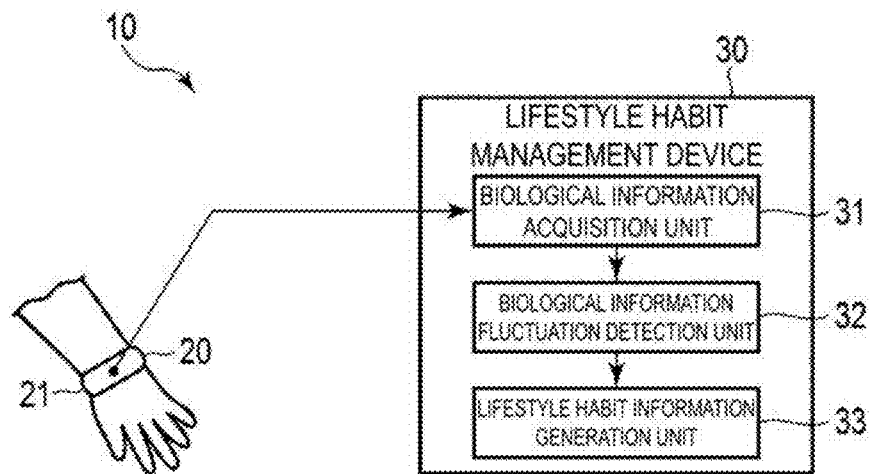 10
30
LIFESTYLE HABIT
MANAGEMENT DEVICE
BIOLOGICAL INFORMATION
ACQUISITION UNIT
31
BIOLOGICAL INFORMATION
FLUCTUATION DETECTION UNIT
32
LIFESTYLE HABIT INFORMATION
GENERATION UNIT
33
20
21